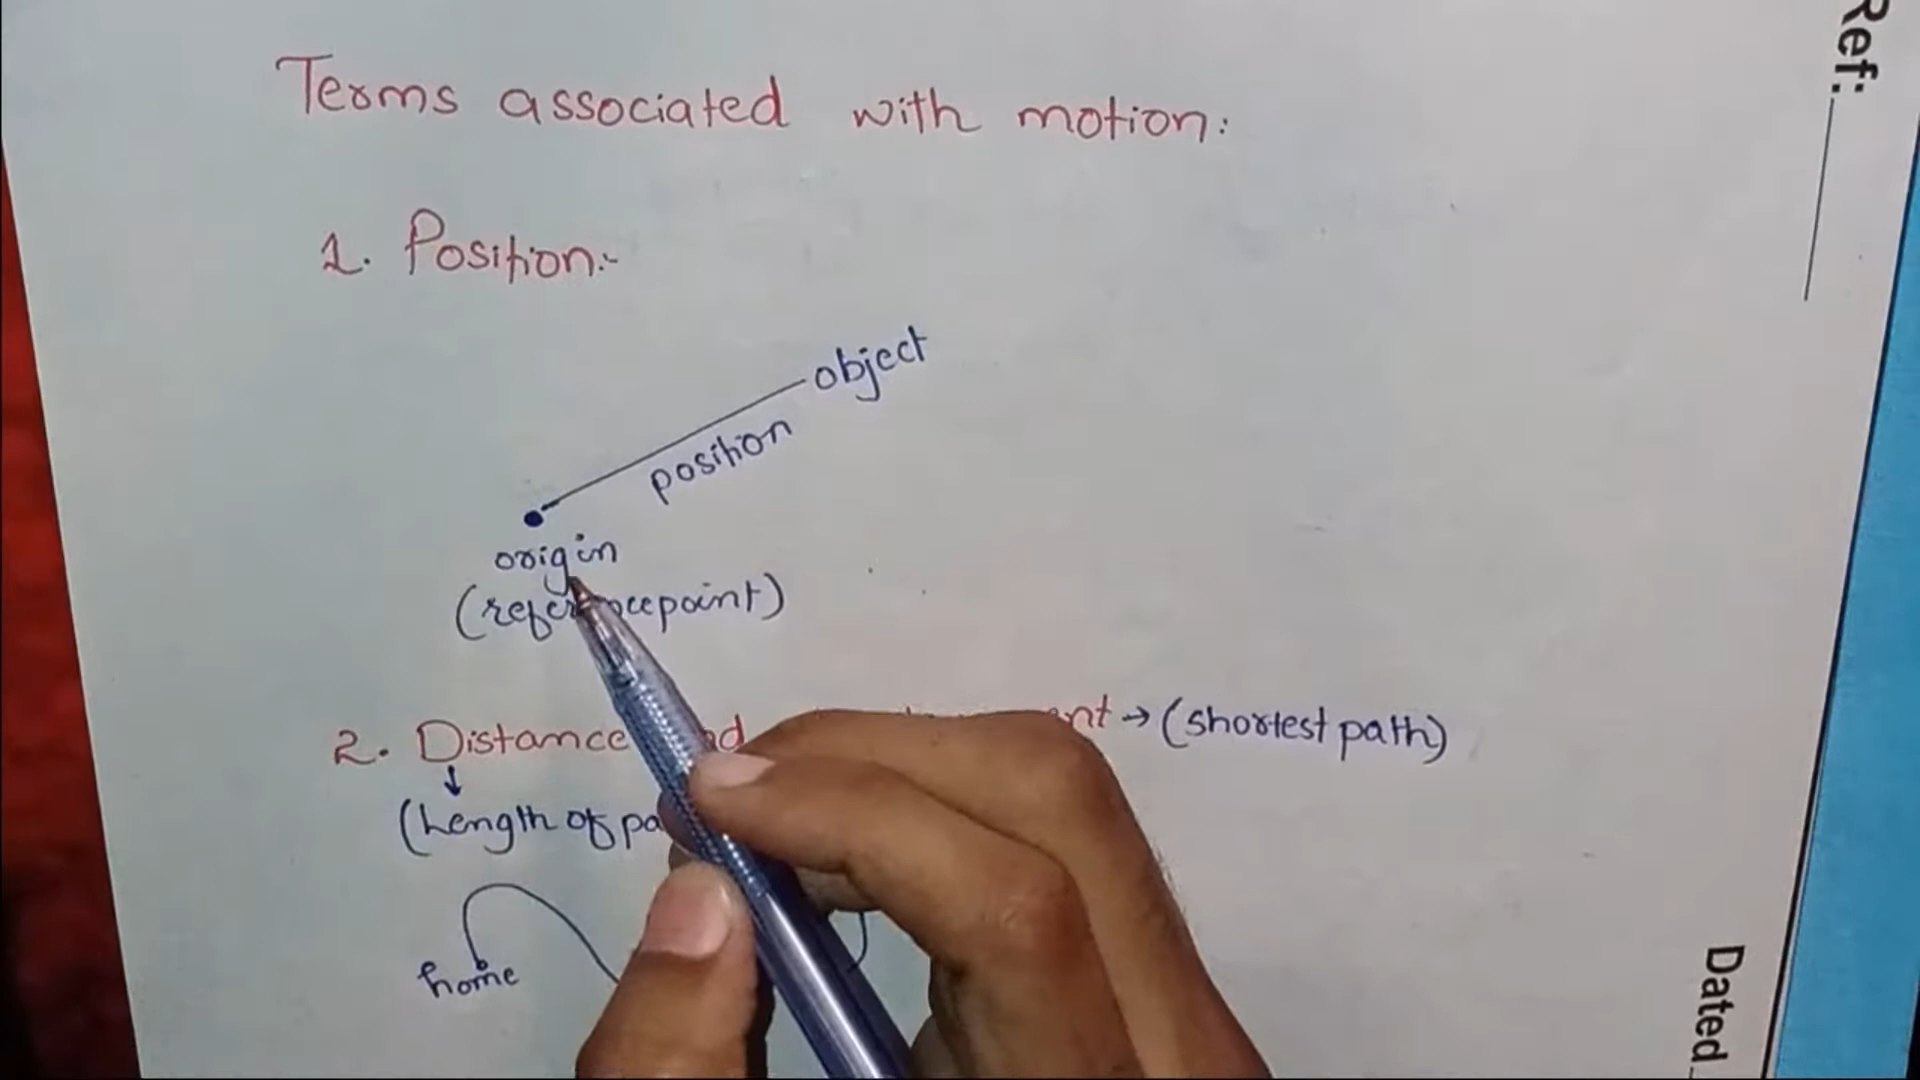 Terms associated with motion:
1. Position:-
object
position
origin
(reference point)
2. Distance → (shortest path)
(Length of
home
Ref:
Dated